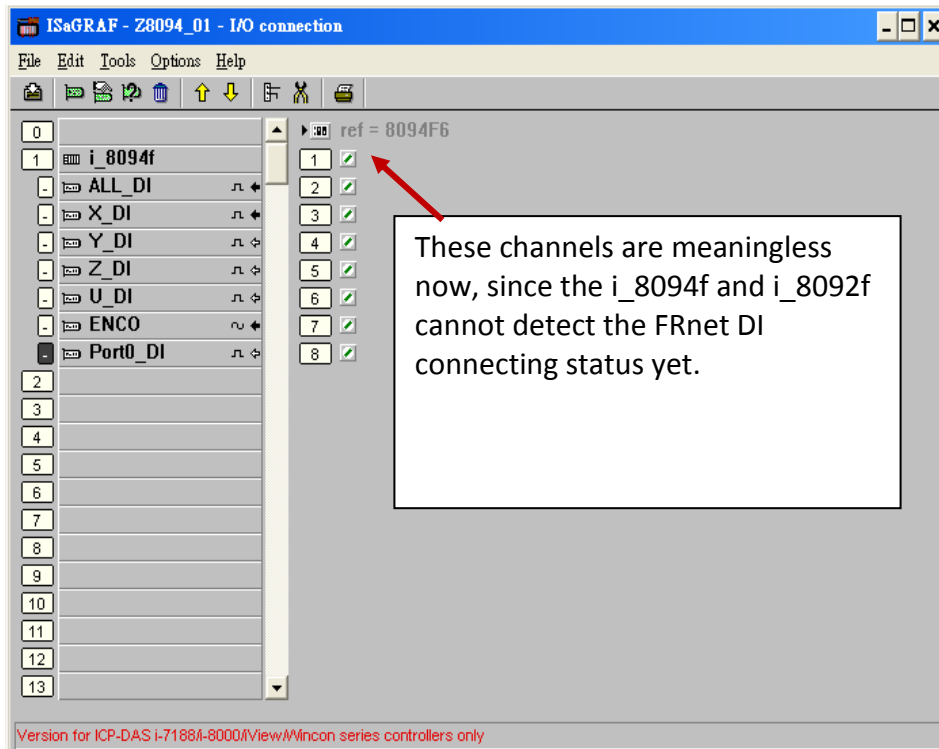 ISaGRAF - Z8094_01 - I/O connection
File Edit Tools Options Help
0
1 i_8094f
- ALL_DI
- X_DI
- Y_DI
- Z_DI
- U_DI
- ENCO
- Port0_DI
2
3
4
5
6
7
8
9
10
11
12
13
ref = 8094F6
1
2
3
4
5
6
7
8
These channels are meaningless
now, since the i_8094f and i_8092f
cannot detect the FRnet DI
connecting status yet.
Version for ICP-DAS i-7188/i-8000/iView/Wincon series controllers only